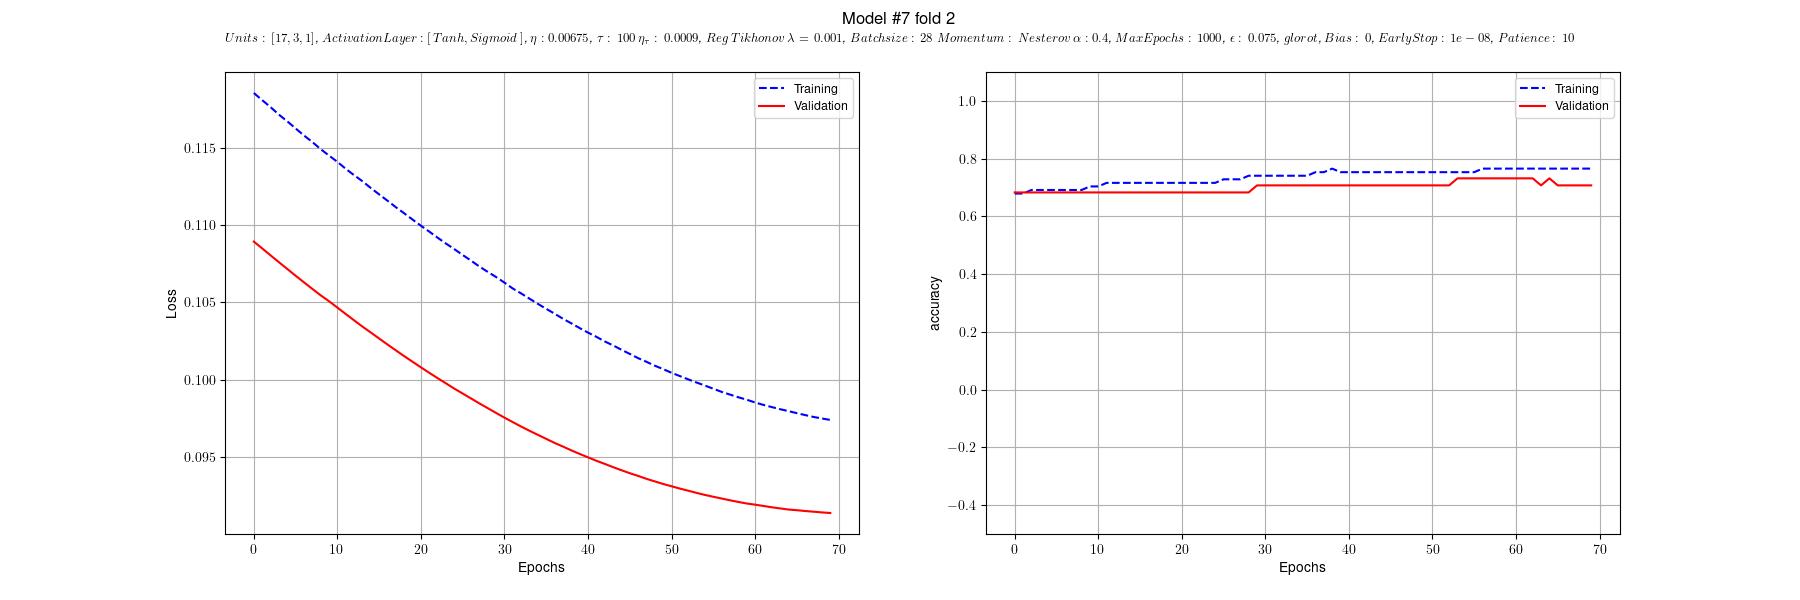 Model #7 fold 2
Units : [17, 3, 1], ActivationLayer : [ Tanh, Sigmoid ], η : 0.00675, τ : 100 η_τ : 0.0009, Reg Tikhonov λ = 0.001, Batchsize : 28 Momentum : Nesterov α : 0.4, MaxEpochs : 1000, ϵ : 0.075, glorot, Bias : 0, EarlyStop : 1e − 08, Patience : 10
Training
Validation
0.115
0.110
0.105
0.100
0.095
Loss
0 10 20 30 40 50 60 70
Epochs
Training
Validation
1.0
0.8
0.6
0.4
0.2
0.0
−0.2
−0.4
accuracy
0 10 20 30 40 50 60 70
Epochs